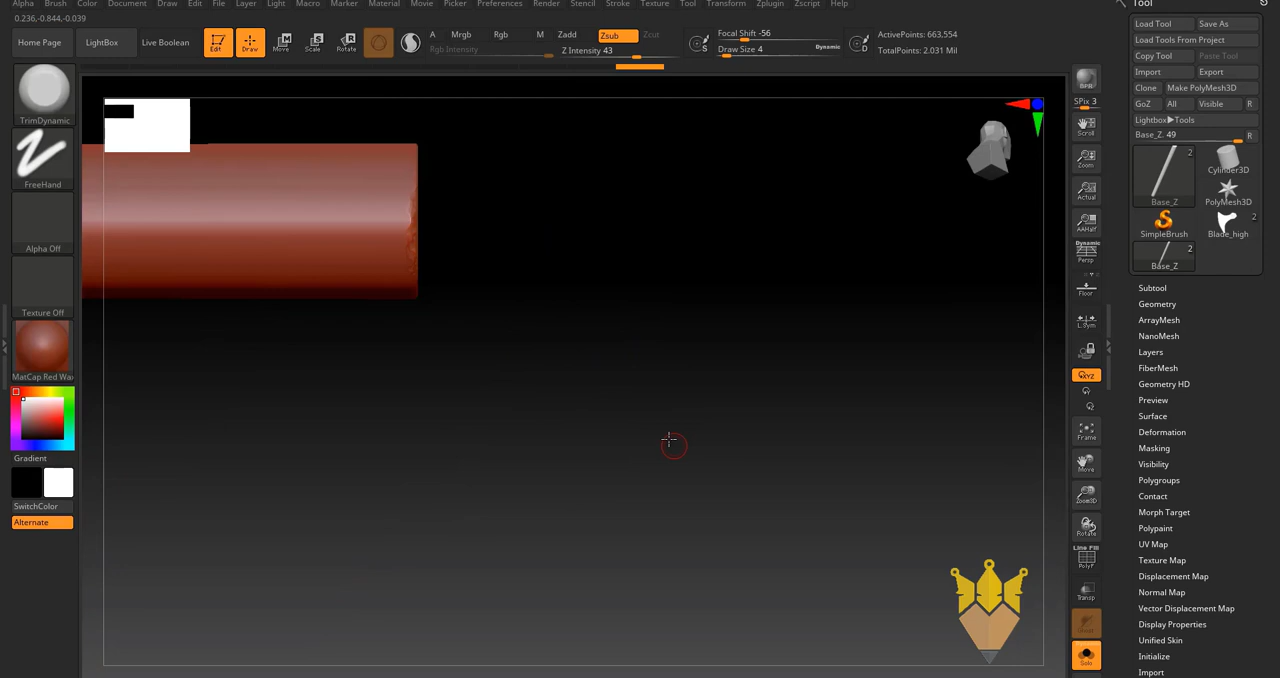 Alpha Brush Color Document Draw Edit File Layer Light Macro Marker Material Movie Picker Preferences Render Stencil Stroke Texture Tool Transform Zplugin Zscript Help
Tool
0.236,-0.844,-0.039
Home Page
LightBox
Live Boolean
Edit
Draw
Move
Scale
Rotate
A Mrgb Rgb M Zadd Zsub Zcut
Rgb Intensity
Z Intensity 43
S
Focal Shift -56
Draw Size 4
Dynamic
D
ActivePoints: 663,554
TotalPoints: 2.031 Mil
TrimDynamic
FreeHand
Alpha Off
Texture Off
MatCap Red Wax
Gradient
SwitchColor
Alternate
BPR
SPix 3
Scroll
Zoom
Actual
AAHalf
Dynamic
Persp
Floor
L.Sym
XYZ
Frame
Move
Zoom3D
Rotate
Line Fill
PolyF
Transp
Solo
Load Tool Save As
Load Tools From Project
Copy Tool Paste Tool
Import Export
Clone Make PolyMesh3D
GoZ All Visible R
Lightbox▶Tools
Base_Z. 49 R
2
Base_Z
Cylinder3D
PolyMesh3D
SimpleBrush
2
Blade_high
2
Base_Z
Subtool
Geometry
ArrayMesh
NanoMesh
Layers
FiberMesh
Geometry HD
Preview
Surface
Deformation
Masking
Visibility
Polygroups
Contact
Morph Target
Polypaint
UV Map
Texture Map
Displacement Map
Normal Map
Vector Displacement Map
Display Properties
Unified Skin
Initialize
Import